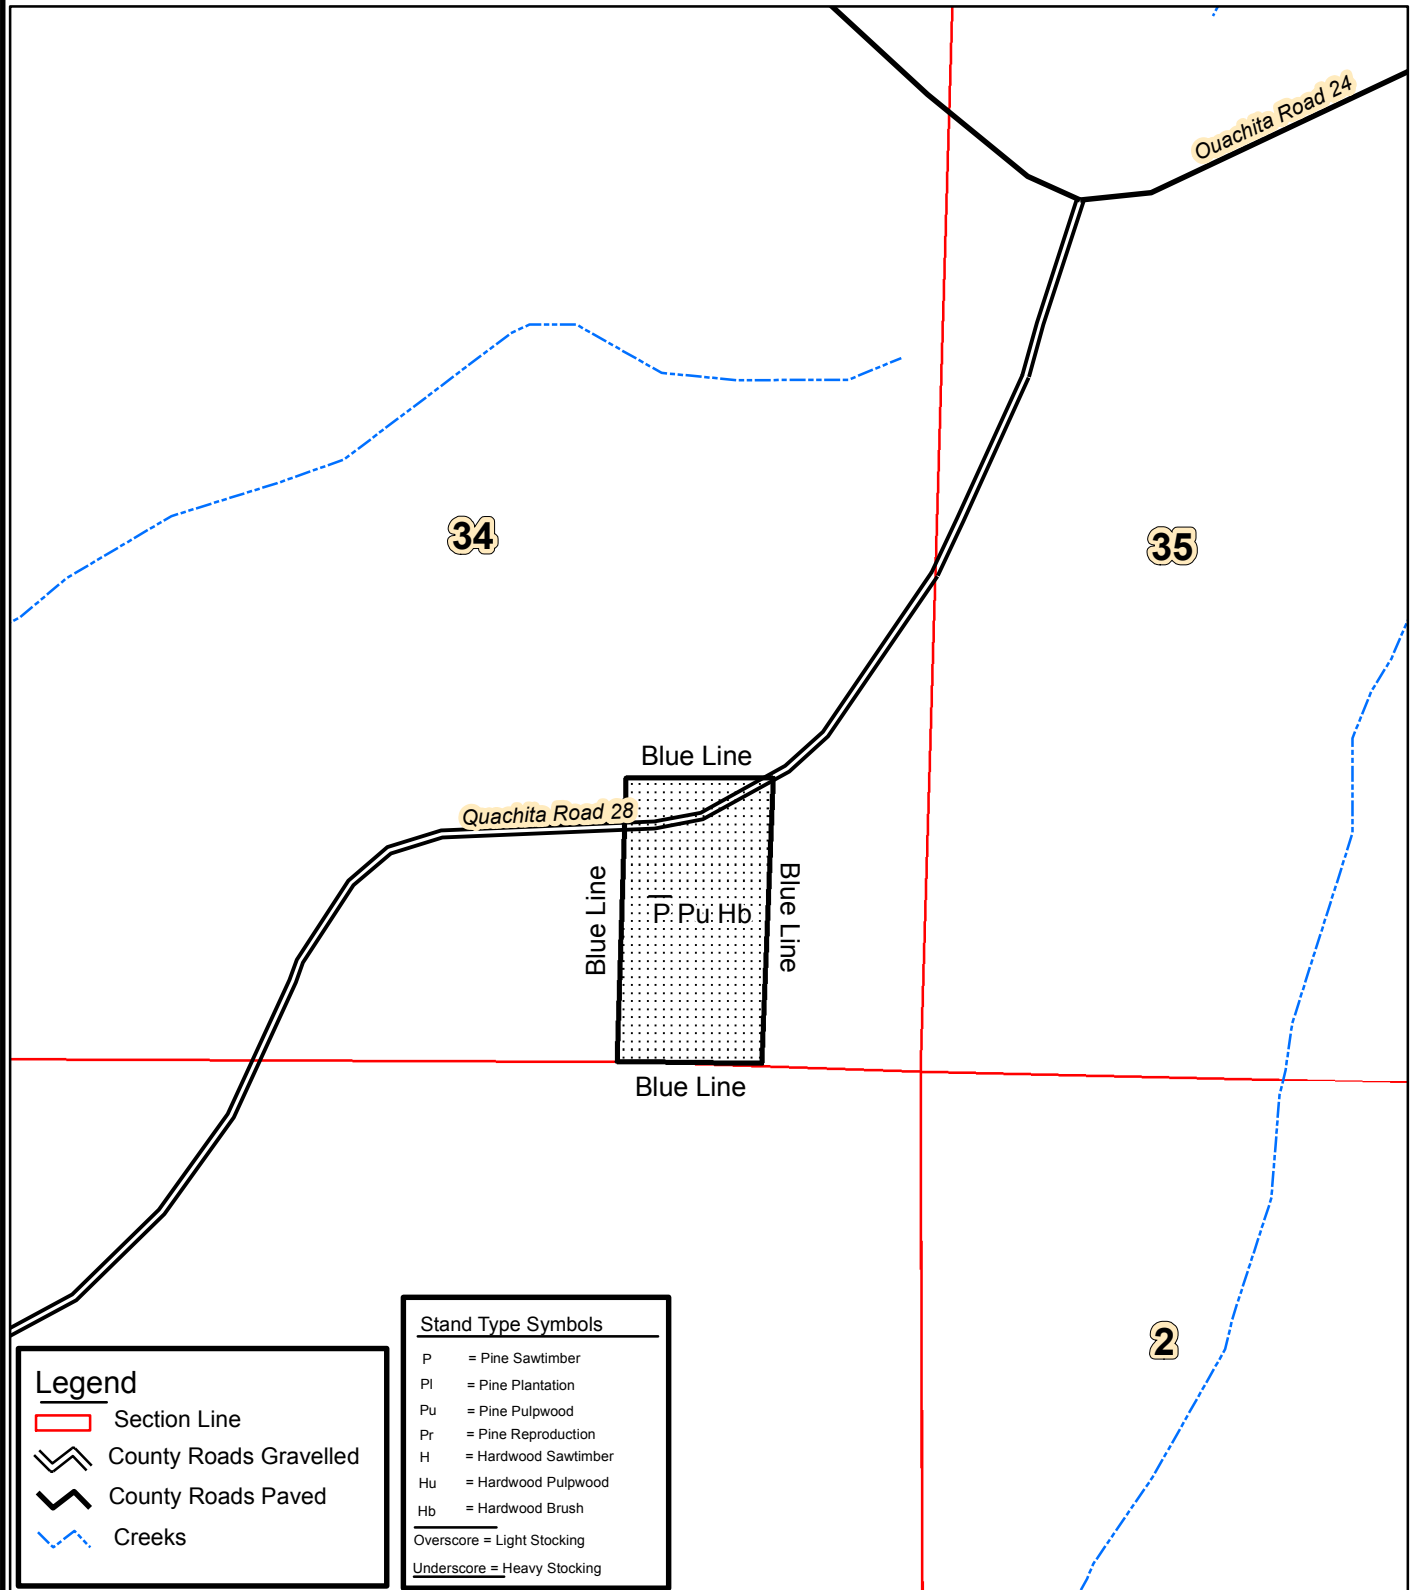 Ouachita Road 24
34
35
Blue Line
Quachita Road 28
Blue Line
Blue Line
P Pu Hb
Blue Line
2
Legend
Section Line
County Roads Gravelled
County Roads Paved
Creeks
Stand Type Symbols
P = Pine Sawtimber
Pl = Pine Plantation
Pu = Pine Pulpwood
Pr = Pine Reproduction
H = Hardwood Sawtimber
Hu = Hardwood Pulpwood
Hb = Hardwood Brush
Overscore = Light Stocking
Underscore = Heavy Stocking